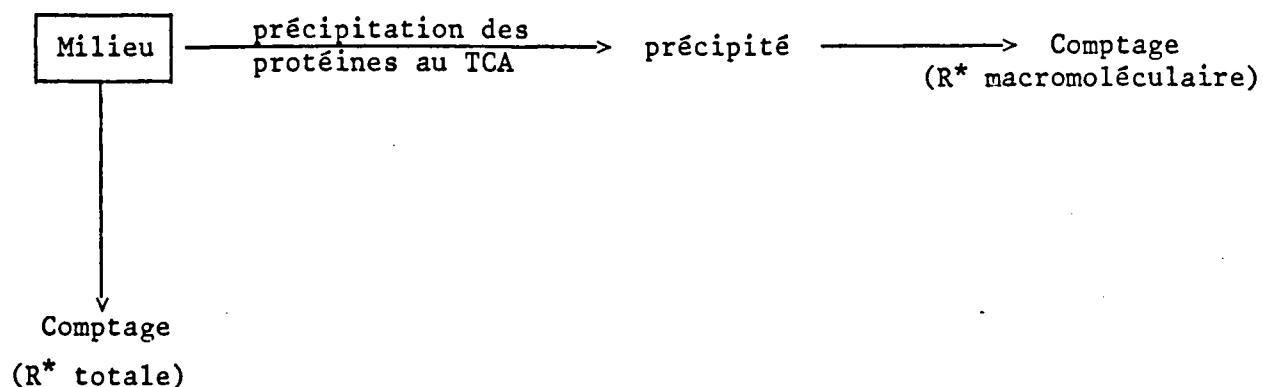 Milieu
précipitation des
protéines au TCA
précipité
Comptage
(R* macromoléculaire)
Comptage
(R* totale)